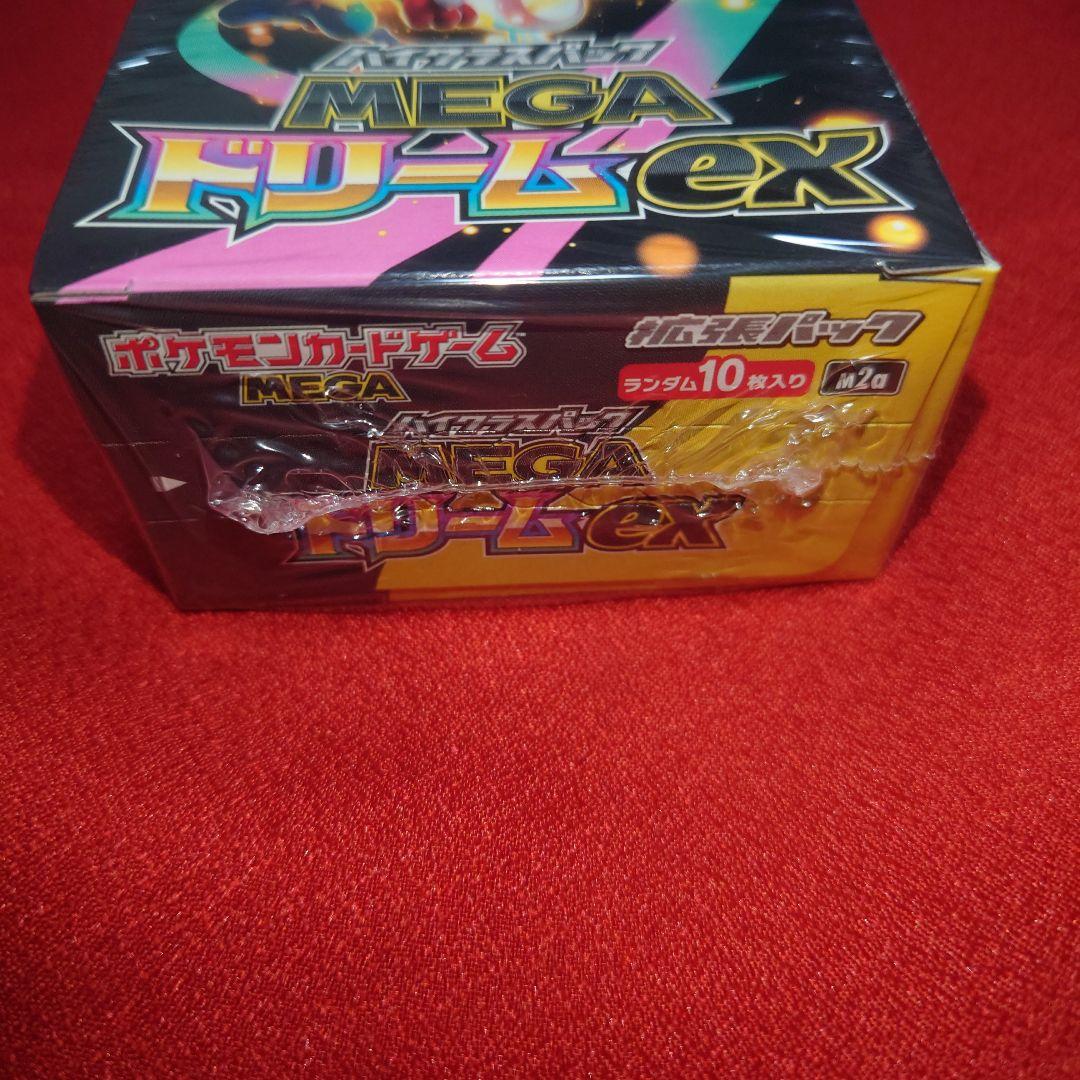 ハイクラスパック
MEGA
ドリームex
ポケモンカードゲーム
MEGA
拡張パック
ランダム10枚入り
M2a
ハイクラスパック
MEGA
ドリームex